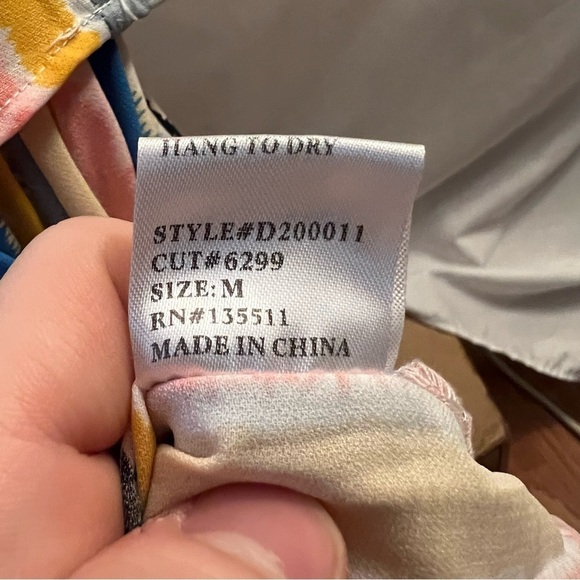 HANG TO DRY
STYLE#D200011
CUT#6299
SIZE: M
RN#135511
MADE IN CHINA